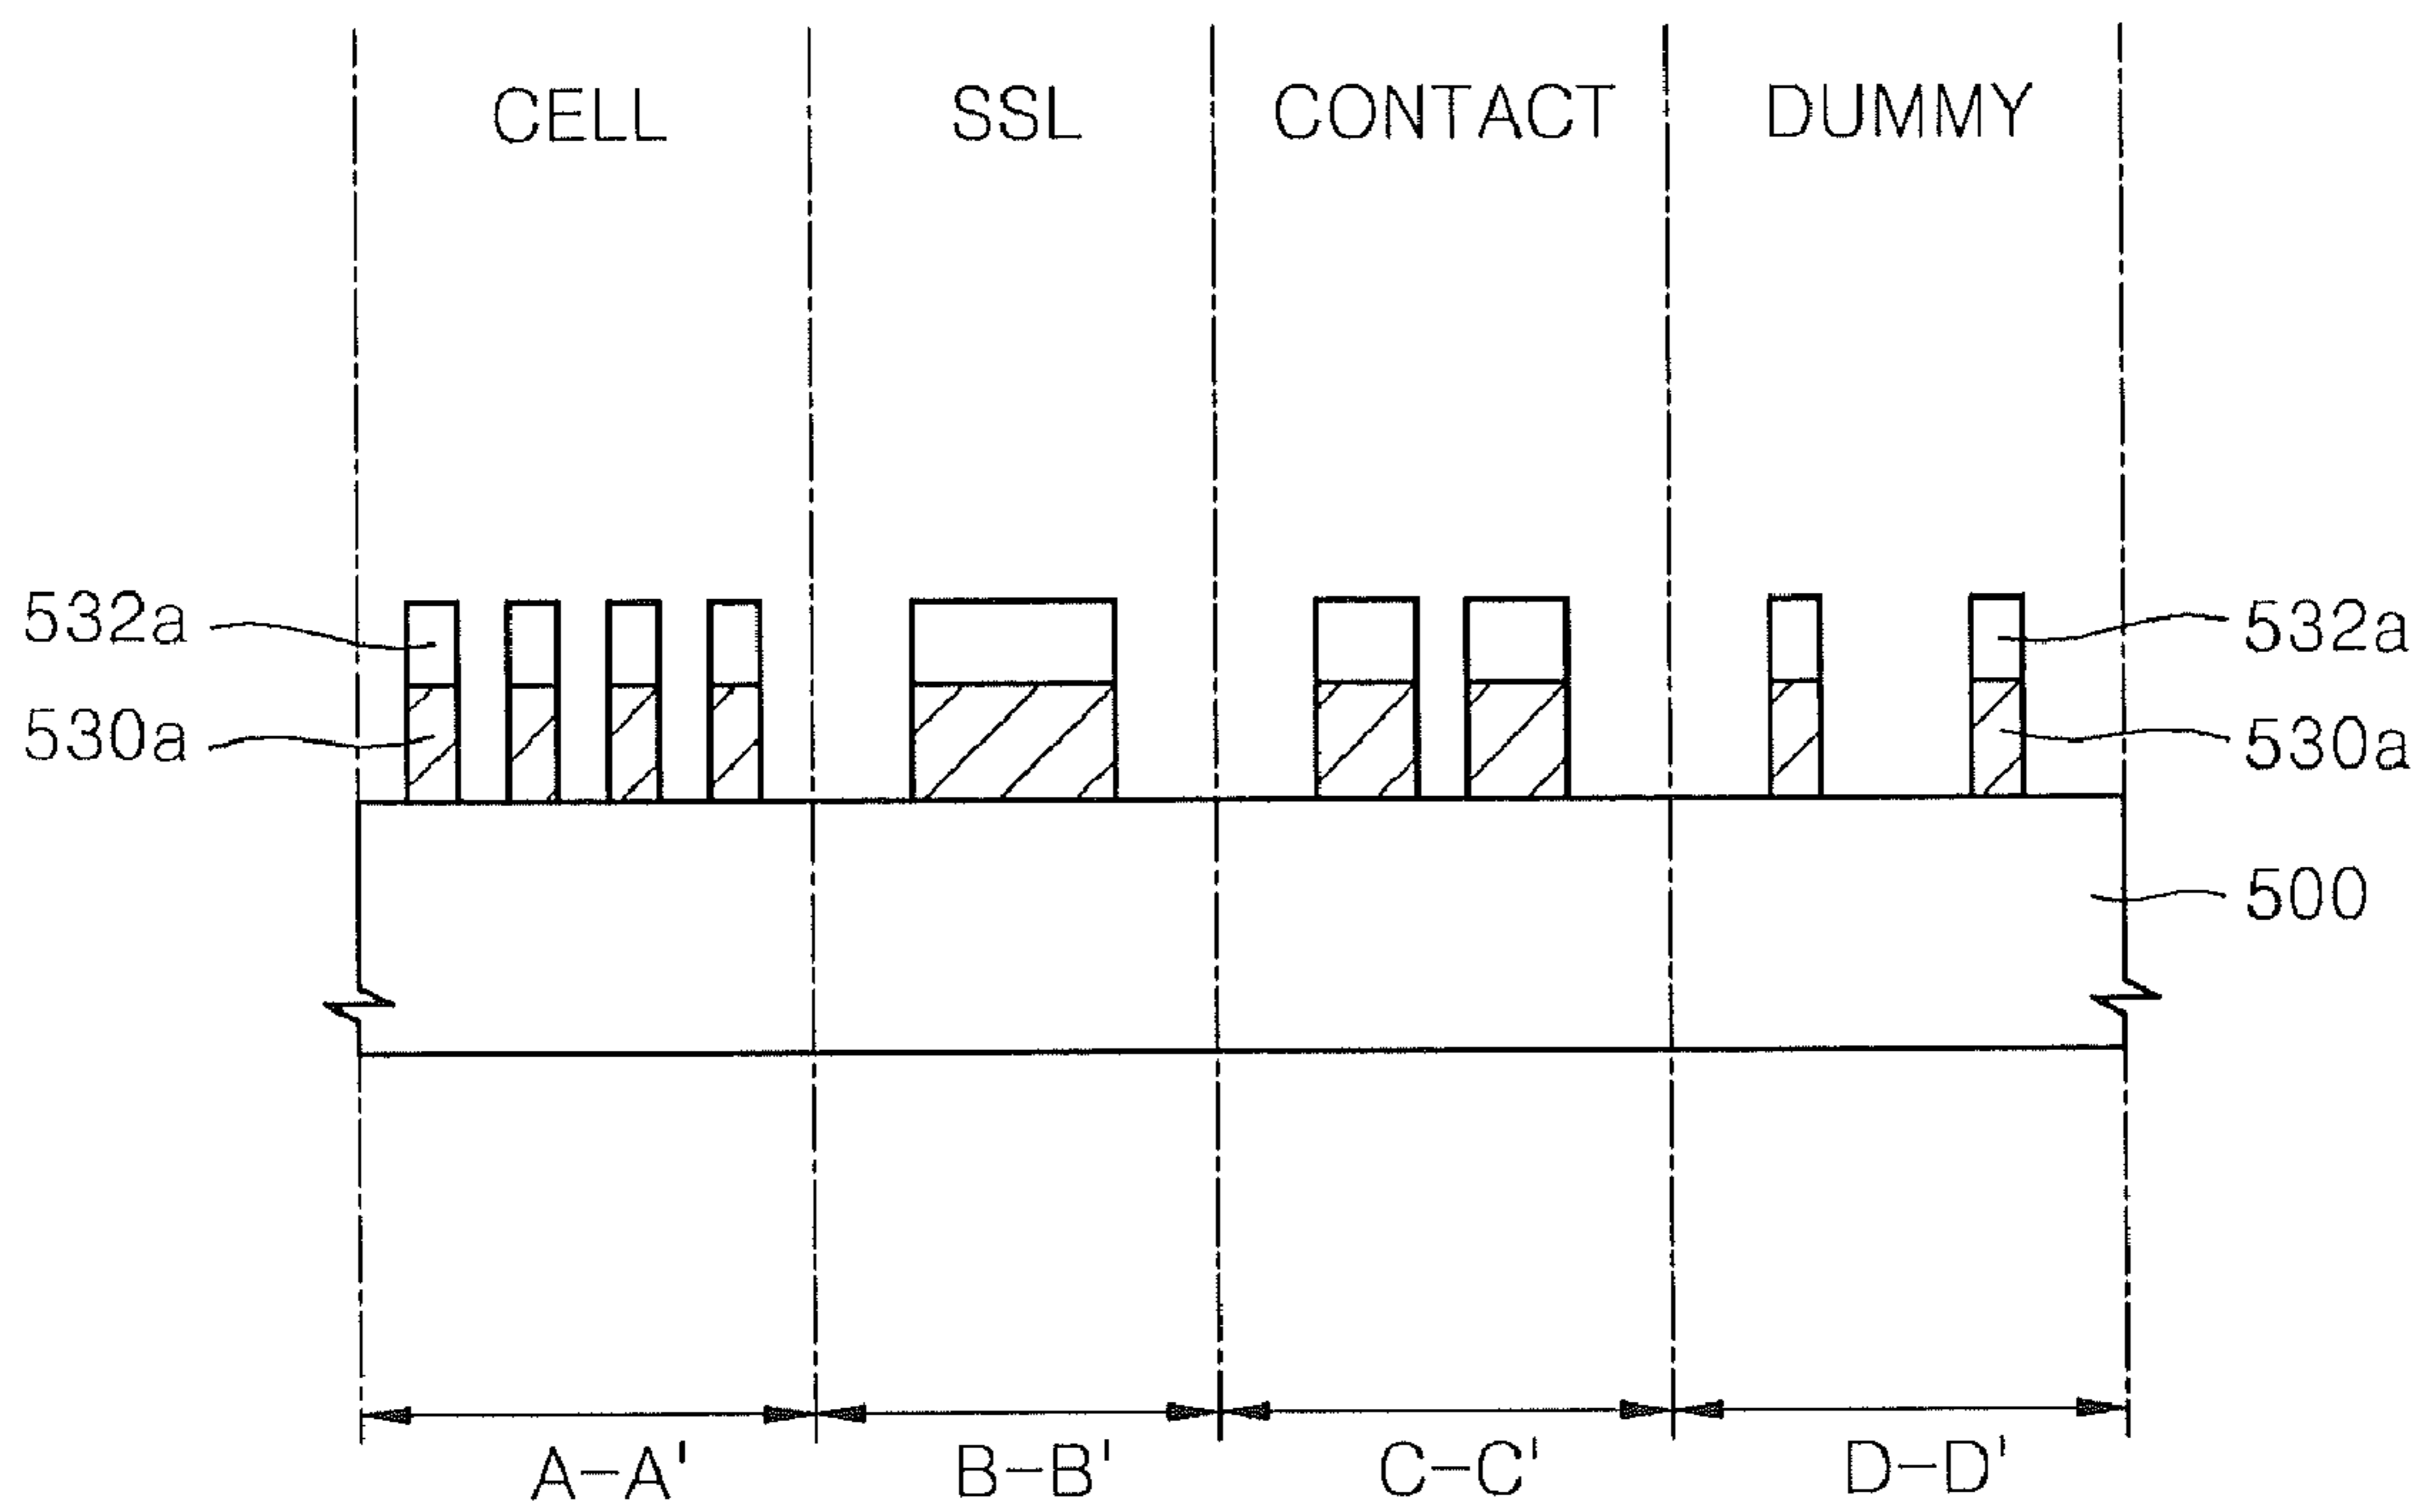 CELL SSL CONTACT DUMMY
532a 532a
530a 530a
500
A-A' B-B' C-C' D-D'